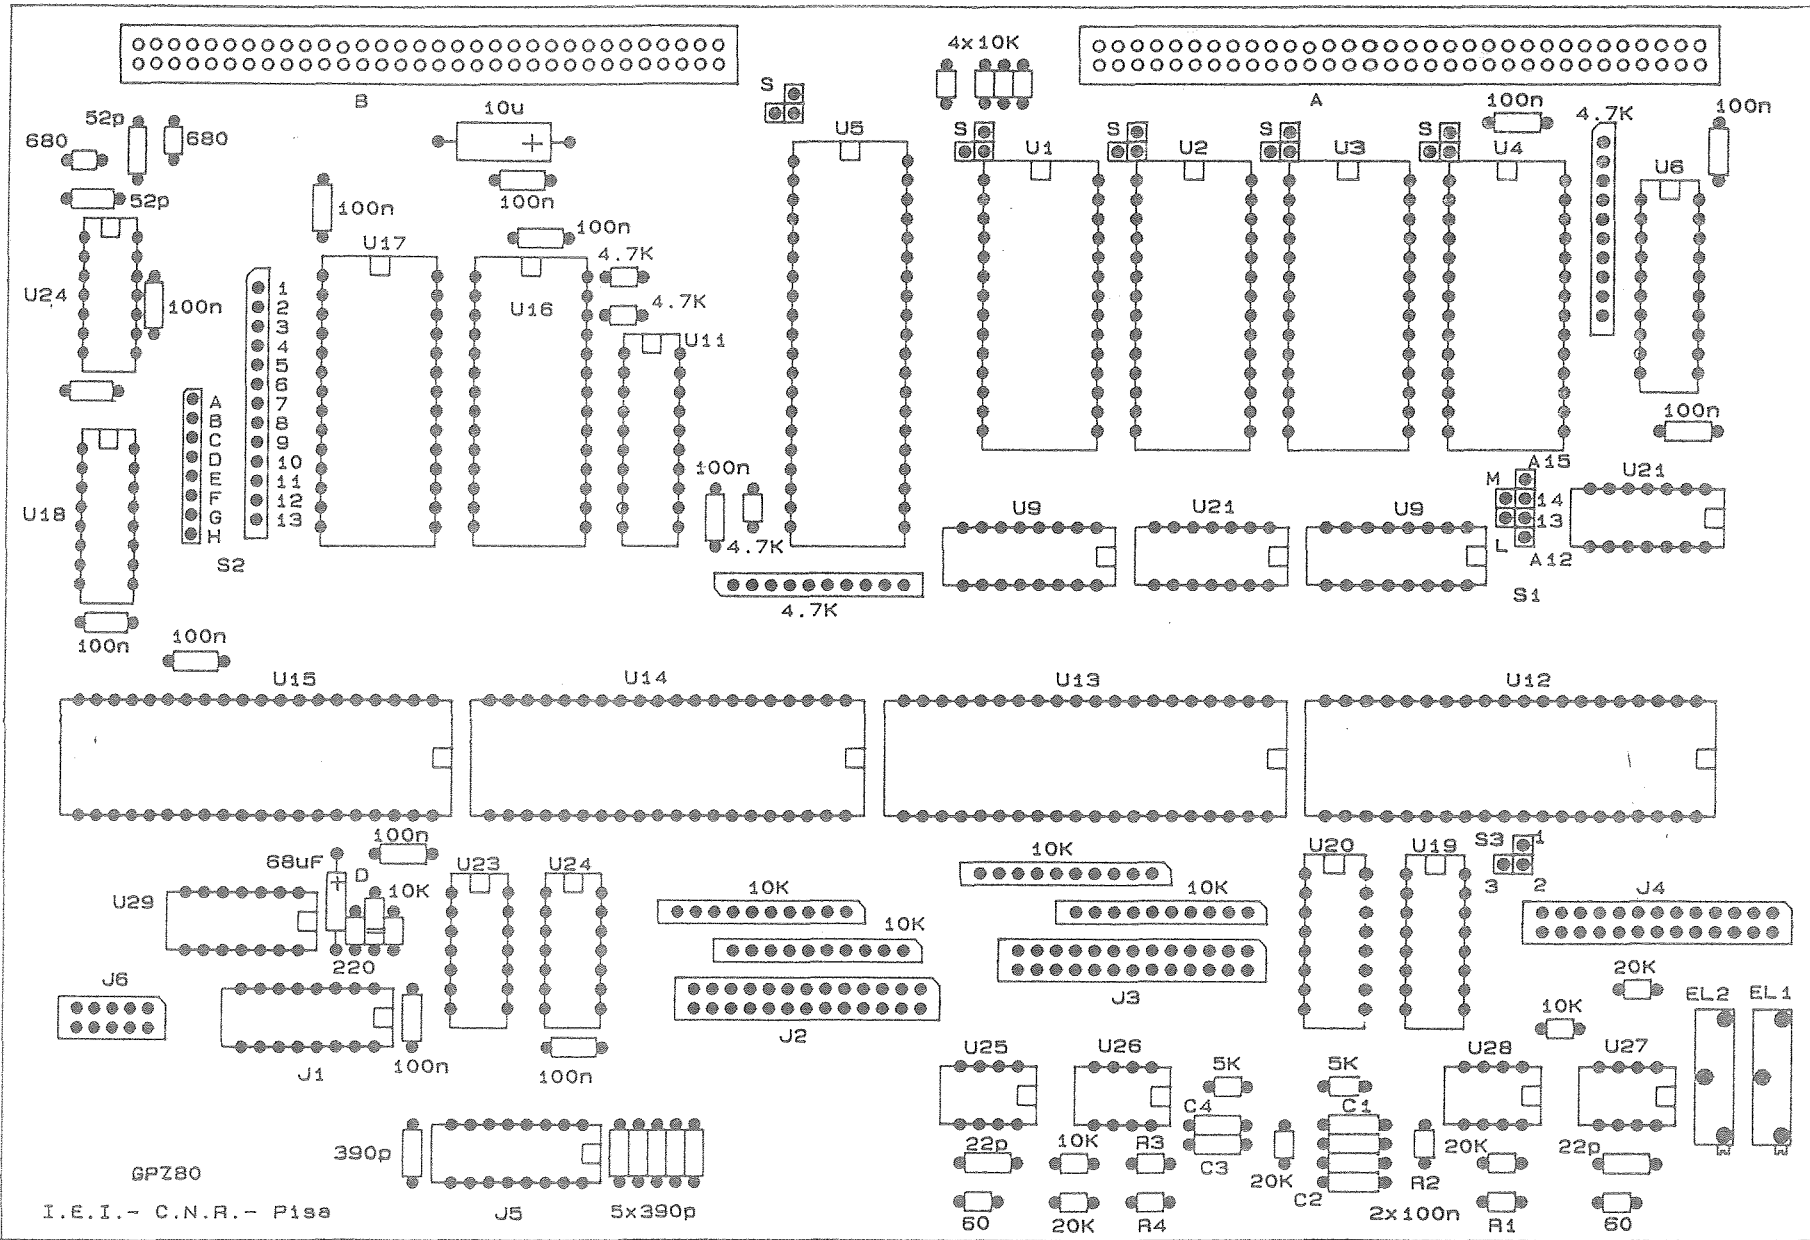 4x10K
B
A
10u
S
52p
680
680
100n
100n
4.7K
U5
S
U1
S
U2
S
U3
S
U4
U6
52p
100n
100n
100n
U17
4.7K
U24
100n
U16
4.7K
U11
1
2
3
4
5
6
7
8
9
10
11
12
13
A
B
C
D
E
F
G
H
S2
U18
100n
100n
4.7K
4.7K
100n
A15
M
14
13
L
A12
S1
U9
U21
U9
U21
100n
100n
U15
U14
U13
U12
100n
68uF
D
10K
U29
220
U23
U24
10K
10K
10K
10K
U20
U19
S3
1
3
2
J4
J6
J1
100n
100n
J2
J3
20K
10K
EL2
EL1
U25
U26
5K
5K
U28
U27
C4
C1
390p
22p
10K
R3
C3
20K
C2
R2
20K
22p
GPZ80
I.E.I.- C.N.R.- Pisa
J5
5x390p
60
20K
R4
2x100n
R1
60